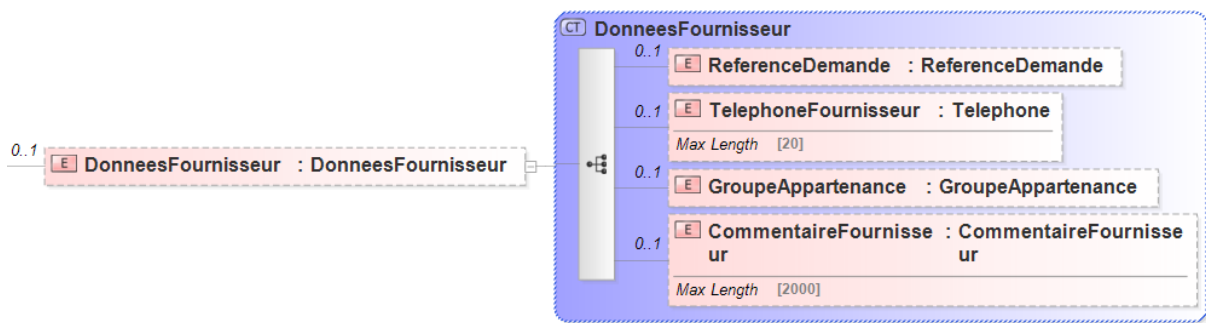 CT DonneesFournisseur
0..1
E ReferenceDemande : ReferenceDemande
0..1
E TelephoneFournisseur : Telephone
Max Length [20]
0..1
E DonneesFournisseur : DonneesFournisseur
0..1
E GroupeAppartenance : GroupeAppartenance
0..1
E CommentaireFournisse : CommentaireFournisse
ur ur
Max Length [2000]